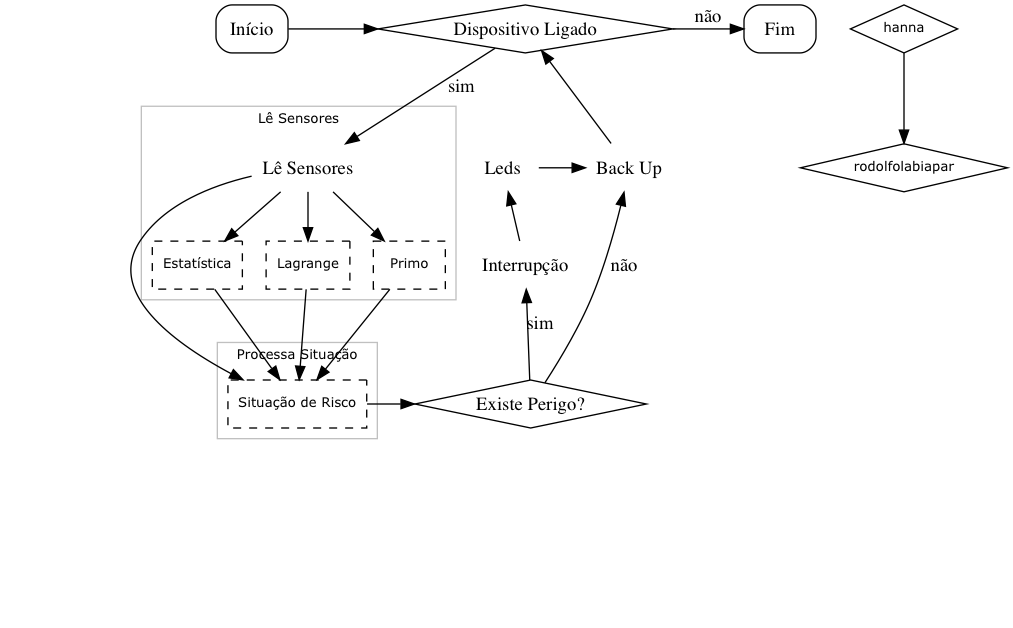 Início
Dispositivo Ligado
não
Fim
hanna
sim
Lê Sensores
Lê Sensores
Leds
Back Up
rodolfolabiapar
Estatística
Lagrange
Primo
Interrupção
não
sim
Processa Situação
Situação de Risco
Existe Perigo?